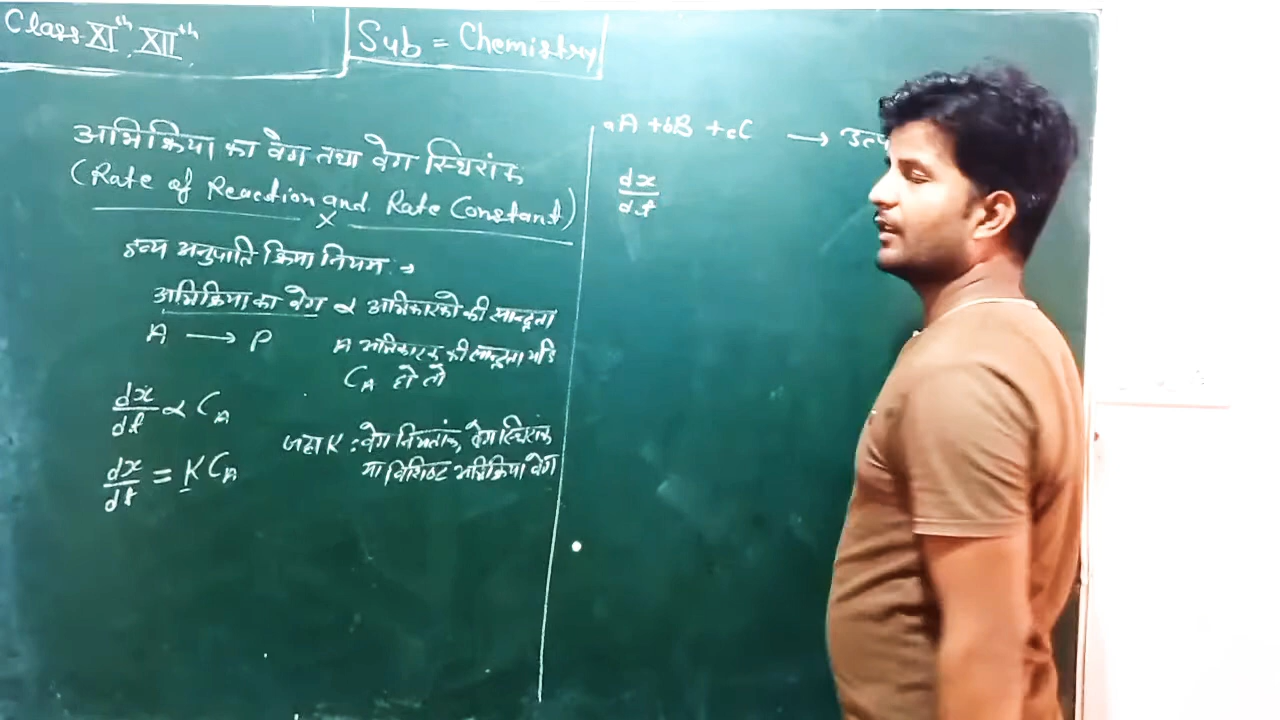 Class XIth XIIth
Sub = Chemistry
अभिक्रिया का वेग तथा वेग स्थिरांक
(Rate of Reaction and Rate Constant)
x
द्रव्य अनुपाति क्रिया नियम →
अभिक्रिया का वेग ∝ अभिकारको की सान्द्रता
A → P
A अभिकारक की सान्द्रता यदि
CA हो तो
dx/dt ∝ CA
dx/dt = K CA
जहा K : वेग नियतांक, वेग स्थिरांक
या विशिष्ट अभिक्रिया वेग
aA + bB + cC →
dx/dt